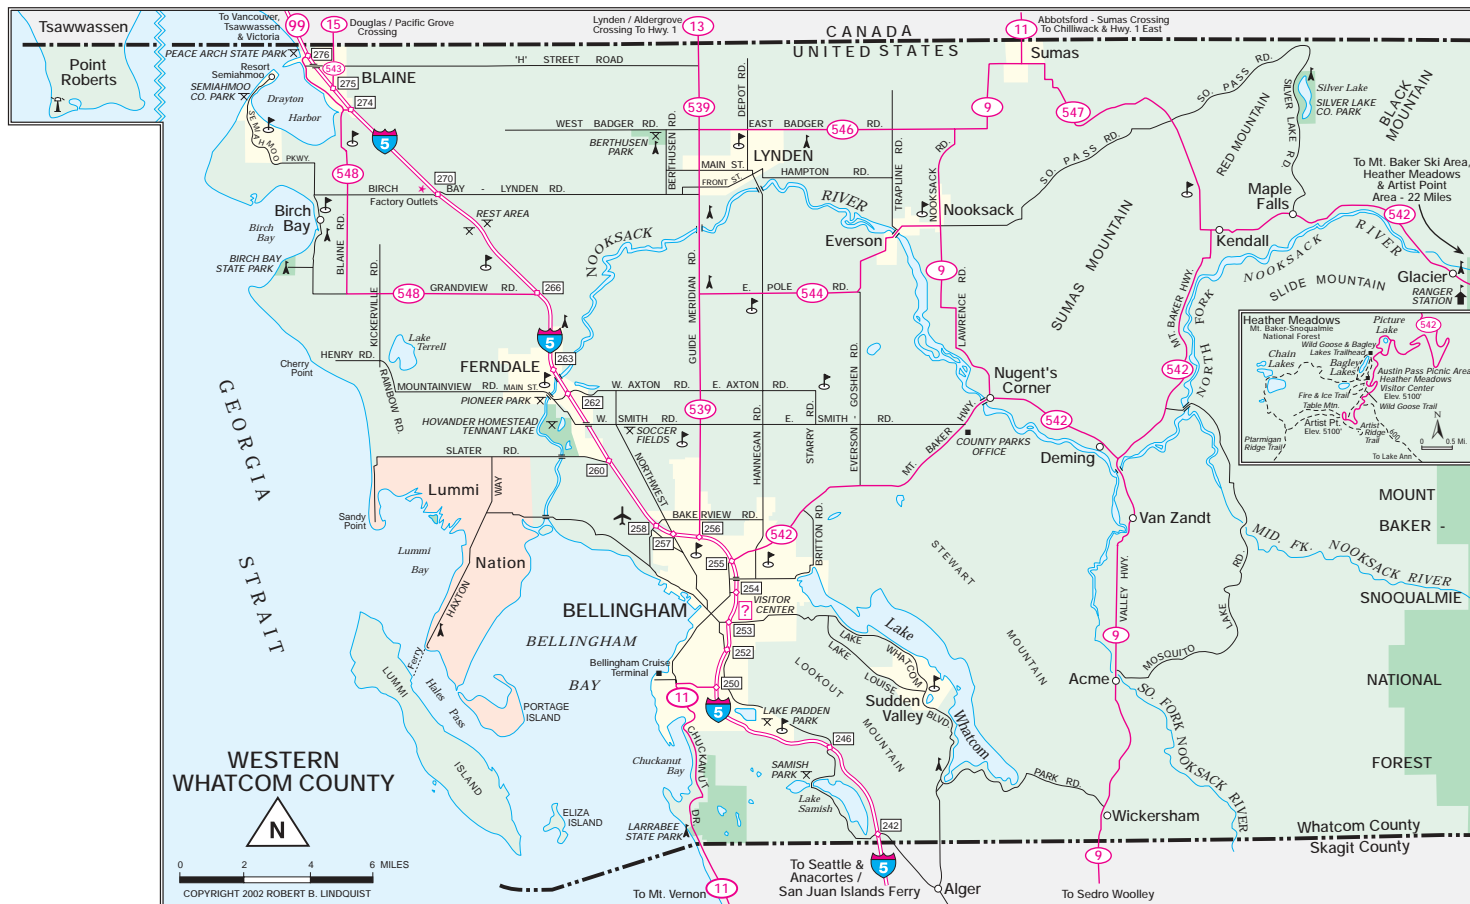 Tsawwassen
Point
Roberts
To Vancouver,
Tsawwassen
& Victoria
99
15
Douglas / Pacific Grove
Crossing
Lynden / Aldergrove
Crossing To Hwy. 1
13
CANADA
UNITED STATES
11
Abbotsford - Sumas Crossing
To Chilliwack & Hwy. 1 East
Sumas
PEACE ARCH STATE PARK
276
543
BLAINE
Resort
Semiahmoo
SEMIAHMOO
CO. PARK
275
274
Drayton
Harbor
SEMIAHMOO
PKWY.
'H' STREET ROAD
5
539
DEPOT RD.
WEST BADGER RD.
EAST BADGER RD.
546
9
547
BERTHUSEN
PARK
BERTHUSEN RD.
LYNDEN
MAIN ST.
FRONT ST.
HAMPTON RD.
TRAPLINE RD.
NOOKSACK RD.
SO. PASS RD.
SO. PASS RD.
RED MOUNTAIN
SILVER LAKE RD.
Silver Lake
SILVER LAKE
CO. PARK
BLACK
MOUNTAIN
To Mt. Baker Ski Area,
Heather Meadows
& Artist Point
Area - 22 Miles
548
270
BIRCH BAY - LYNDEN RD.
Factory Outlets
REST AREA
Birch
Bay
Birch
Bay
BIRCH BAY
STATE PARK
BLAINE RD.
NOOKSACK RIVER
Everson
Nooksack
SUMAS MOUNTAIN
Maple
Falls
Kendall
542
NOOKSACK RIVER
Glacier
RANGER
STATION
SLIDE MOUNTAIN
KICKERVILLE RD.
548
GRANDVIEW RD.
266
GUIDE MERIDIAN RD.
E. POLE RD.
544
9
LAWRENCE RD.
MT. BAKER HWY.
NORTH FORK
542
Heather Meadows
Mt. Baker-Snoqualmie
National Forest
Picture
Lake
542
Wild Goose & Bagley
Lakes Trailhead
Chain
Lakes
Bagley
Lakes
Austin Pass Picnic Area
Heather Meadows
Visitor Center
Elev. 5100'
Fire & Ice Trail
Table Mtn.
Wild Goose Trail
Artist Pt.
Elev. 5100'
Artist
Ridge
Trail
Ptarmigan
Ridge Trail
To Lake Ann
N
0
0.5 Mi.
Lake
Terrell
Cherry
Point
HENRY RD.
RAINBOW RD.
5
FERNDALE
263
MOUNTAINVIEW RD.
MAIN ST.
PIONEER PARK
262
HOVANDER HOMESTEAD
TENNANT LAKE
W. AXTON RD.
E. AXTON RD.
539
W. SMITH RD.
E. SMITH RD.
SOCCER
FIELDS
HANNEGAN RD.
STARRY RD.
EVERSON - GOSHEN RD.
Nugent's
Corner
542
MT. BAKER HWY.
COUNTY PARKS
OFFICE
Deming
GEORGIA STRAIT
SLATER RD.
260
NORTHWEST
Lummi
Nation
WAY
HAXTON
Sandy
Point
Lummi
Bay
BAKERVIEW RD.
258
257
256
255
254
253
252
250
542
BRITTON RD.
Van Zandt
MOUNT
BAKER -
SNOQUALMIE
NATIONAL
FOREST
MID. FK. NOOKSACK RIVER
STEWART
MOUNTAIN
VALLEY HWY.
9
MOSQUITO LAKE RD.
Acme
SO. FORK NOOKSACK RIVER
BELLINGHAM
VISITOR
CENTER
?
BELLINGHAM
BAY
Bellingham Cruise
Terminal
Ferry
Hales
Pass
LUMMI
ISLAND
PORTAGE
ISLAND
ELIZA
ISLAND
Lake
Whatcom
LAKE
WHATCOM
LAKE
LOUISE
BLVD.
LOOKOUT
MOUNTAIN
Sudden
Valley
11
5
LAKE PADDEN
PARK
246
SAMISH
PARK
Lake
Samish
242
CHUCKANUT DR.
Chuckanut
Bay
LARRABEE
STATE PARK
PARK RD.
Wickersham
Whatcom County
Skagit County
WESTERN
WHATCOM COUNTY
N
0 2 4 6 MILES
COPYRIGHT 2002 ROBERT B. LINDQUIST
To Mt. Vernon
11
To Seattle &
Anacortes /
San Juan Islands Ferry
5
Alger
9
To Sedro Woolley